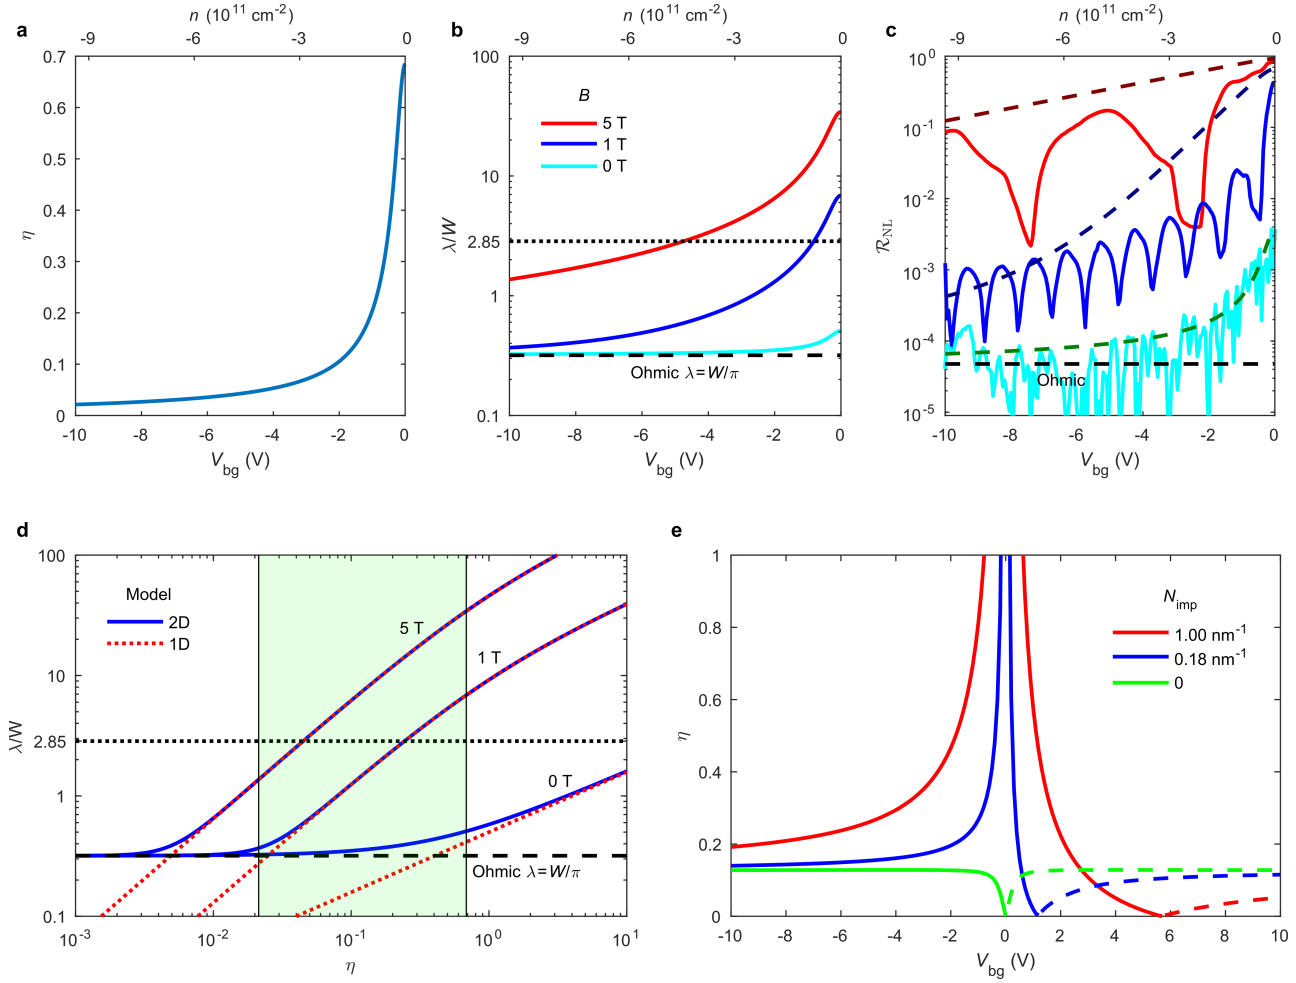 a
n (10^11 cm^-2)
-9 -6 -3 0
0.7
0.6
0.5
0.4
0.3
0.2
0.1
0
η
-10 -8 -6 -4 -2 0
V_bg (V)
b
n (10^11 cm^-2)
-9 -6 -3 0
100
10
2.85
1
0.1
λ/W
B
5 T
1 T
0 T
Ohmic λ=W/π
-10 -8 -6 -4 -2 0
V_bg (V)
c
n (10^11 cm^-2)
-9 -6 -3 0
10^0
10^-1
10^-2
10^-3
10^-4
10^-5
R_NL
Ohmic
-10 -8 -6 -4 -2 0
V_bg (V)
d
100
10
2.85
1
0.1
λ/W
Model
2D
1D
5 T
1 T
0 T
Ohmic λ=W/π
10^-3 10^-2 10^-1 10^0 10^1
η
e
1
0.8
0.6
0.4
0.2
0
η
N_imp
1.00 nm^-1
0.18 nm^-1
0
-10 -8 -6 -4 -2 0 2 4 6 8 10
V_bg (V)